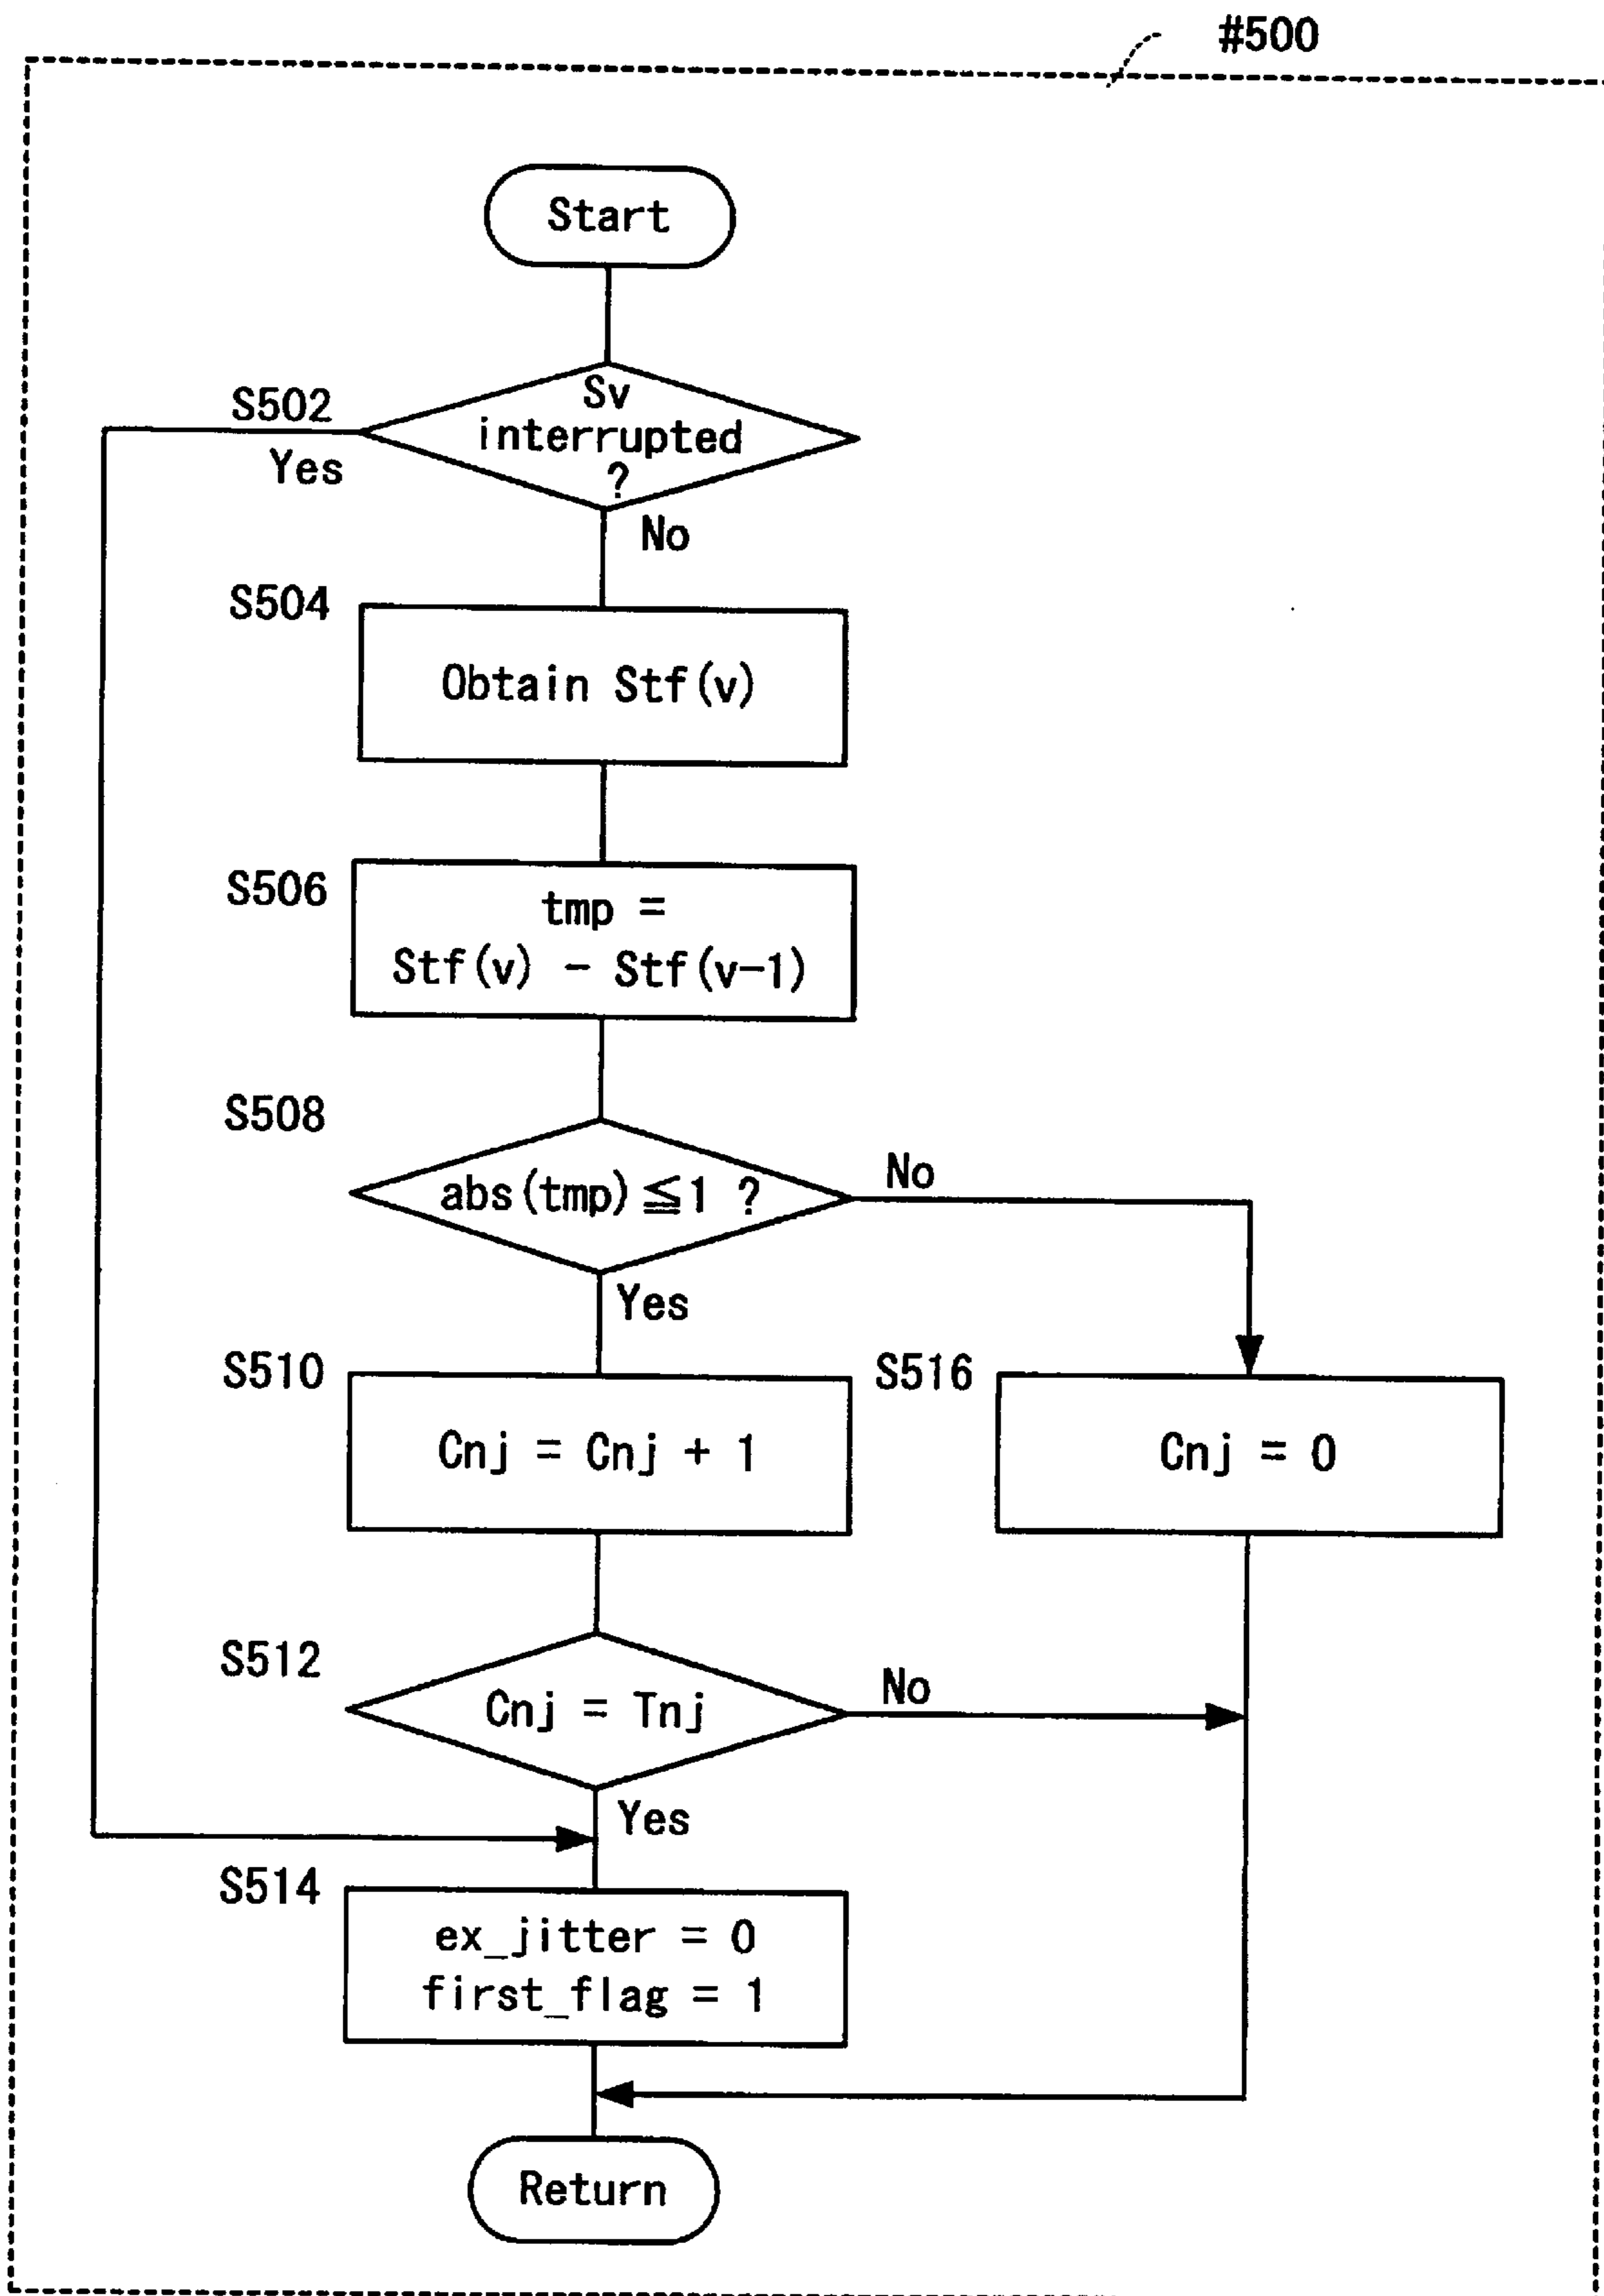 #500
Start
S502
Sv
interrupted
?
Yes
No
S504
Obtain Stf(v)
S506
tmp =
Stf(v) - Stf(v-1)
S508
abs(tmp)≦1 ?
No
Yes
S510
Cnj = Cnj + 1
S516
Cnj = 0
S512
Cnj = Tnj
No
Yes
S514
ex_jitter = 0
first_flag = 1
Return